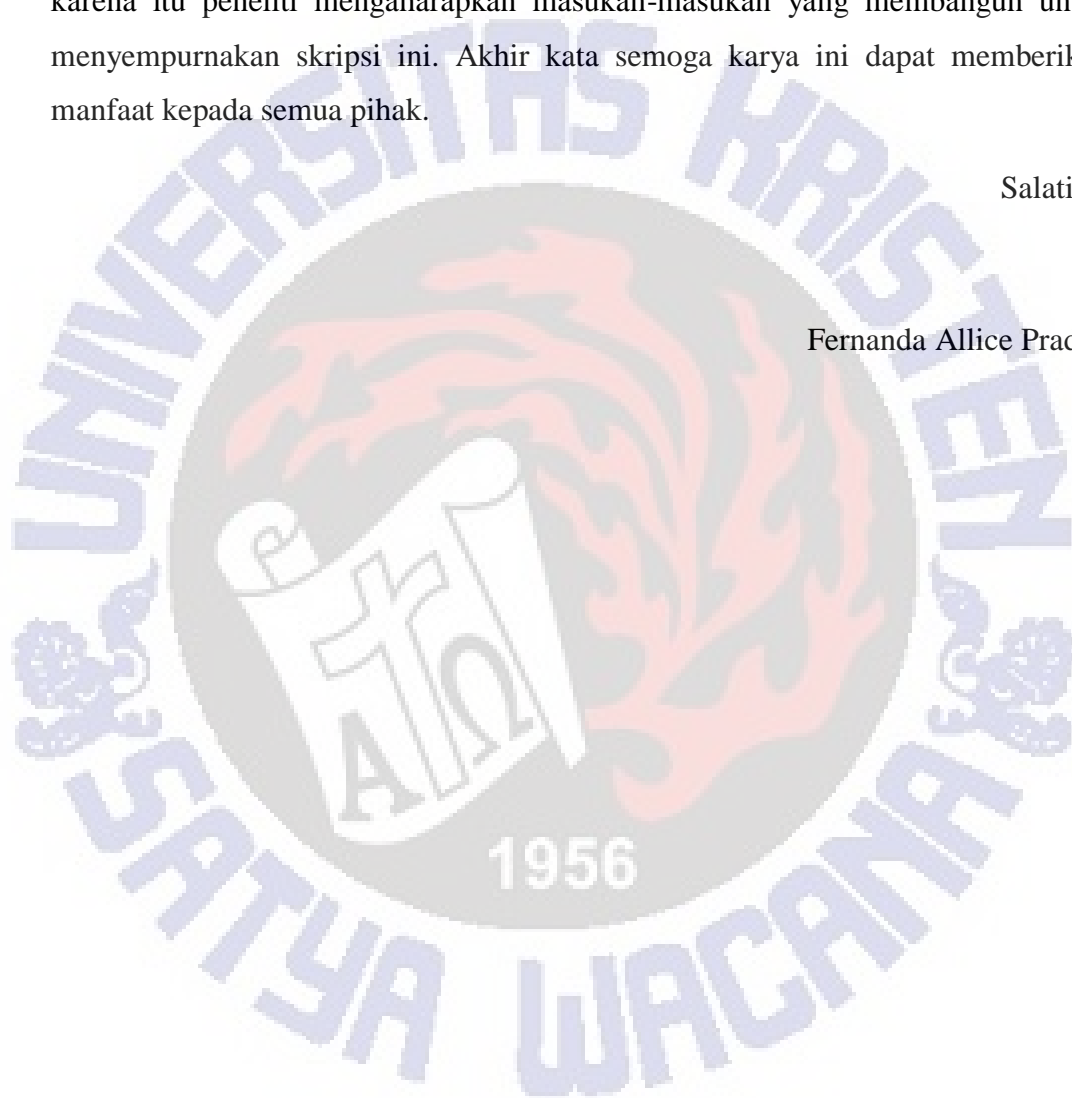 karena itu peneliti mengaharapkan masukan-masukan yang membangun un
menyempurnakan skripsi ini. Akhir kata semoga karya ini dapat memberik
manfaat kepada semua pihak.
Salati
Fernanda Allice Prad
UNIVERSITAS KRISTEN
SATYA WACANA
Α Ω
1956